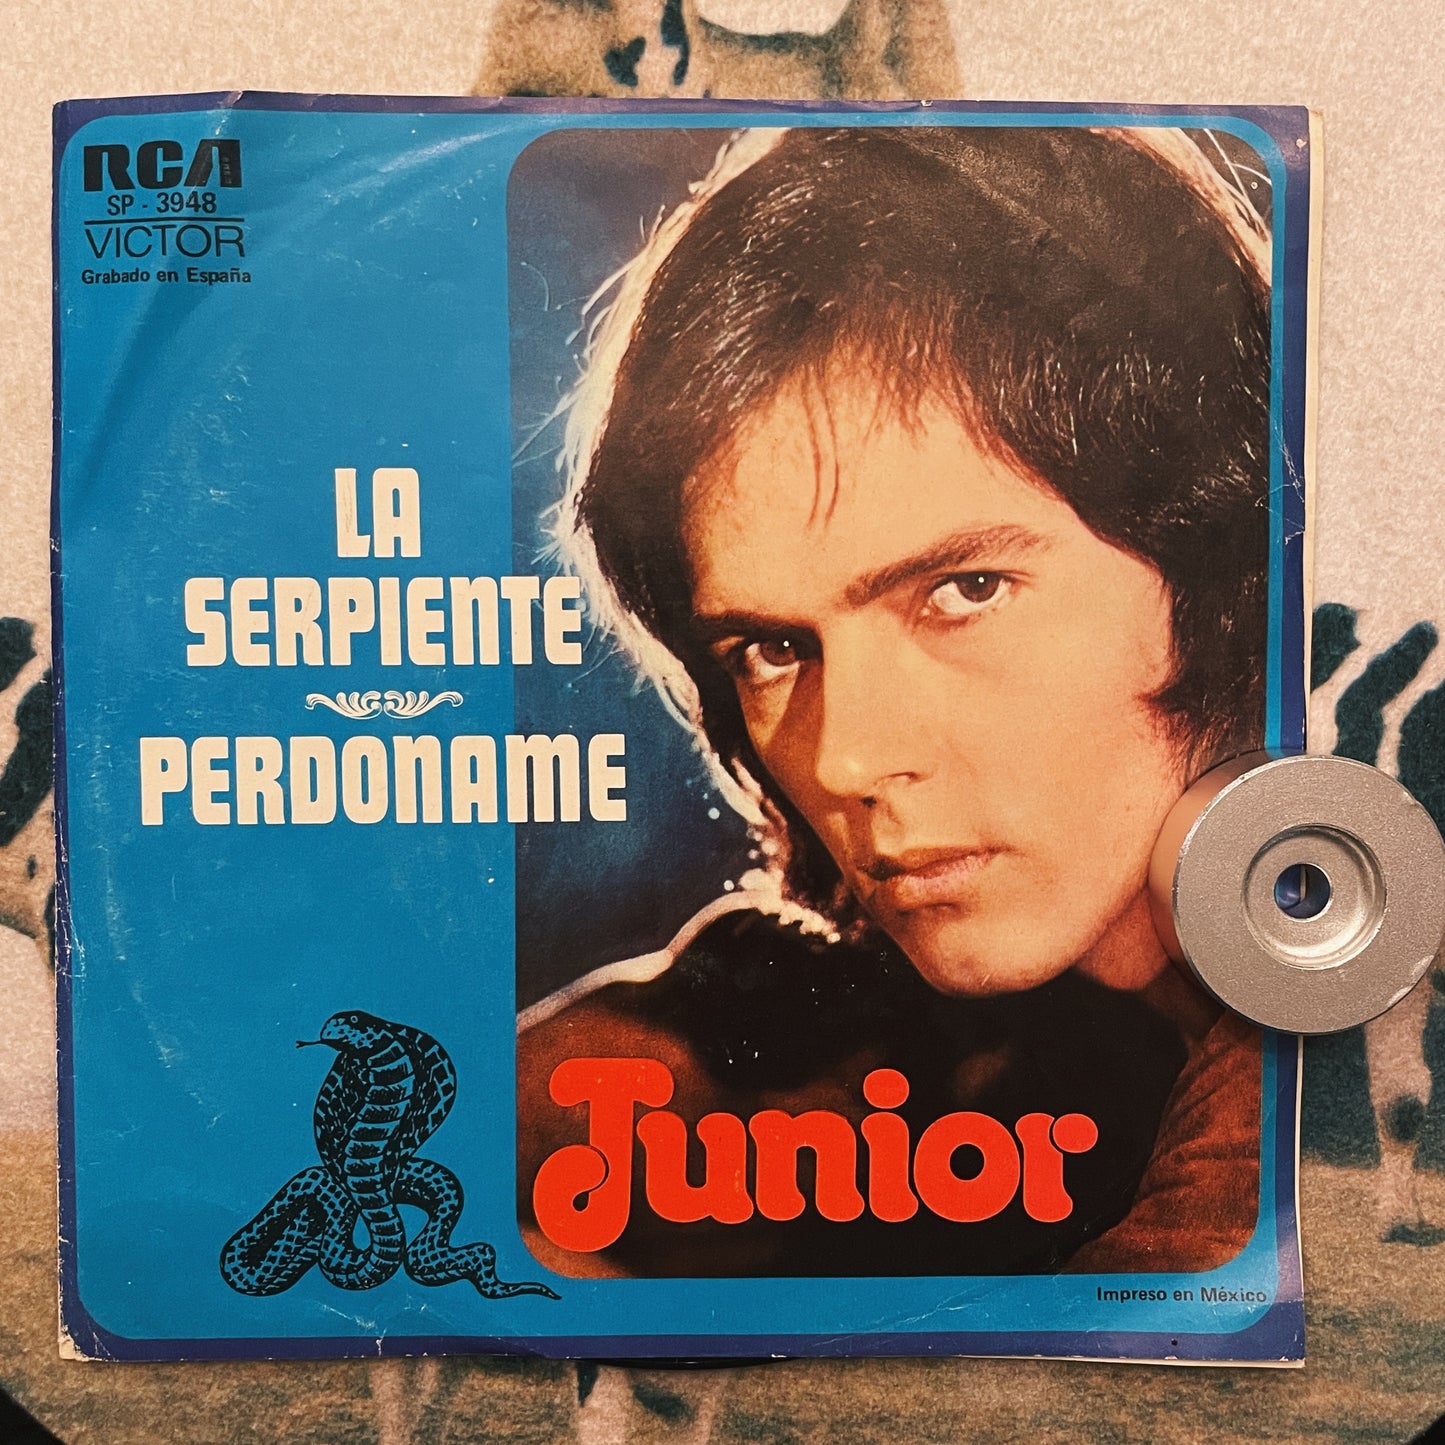 RCA
SP - 3948
VICTOR
Grabado en España
LA
SERPIENTE
PERDONAME
Junior
Impreso en México